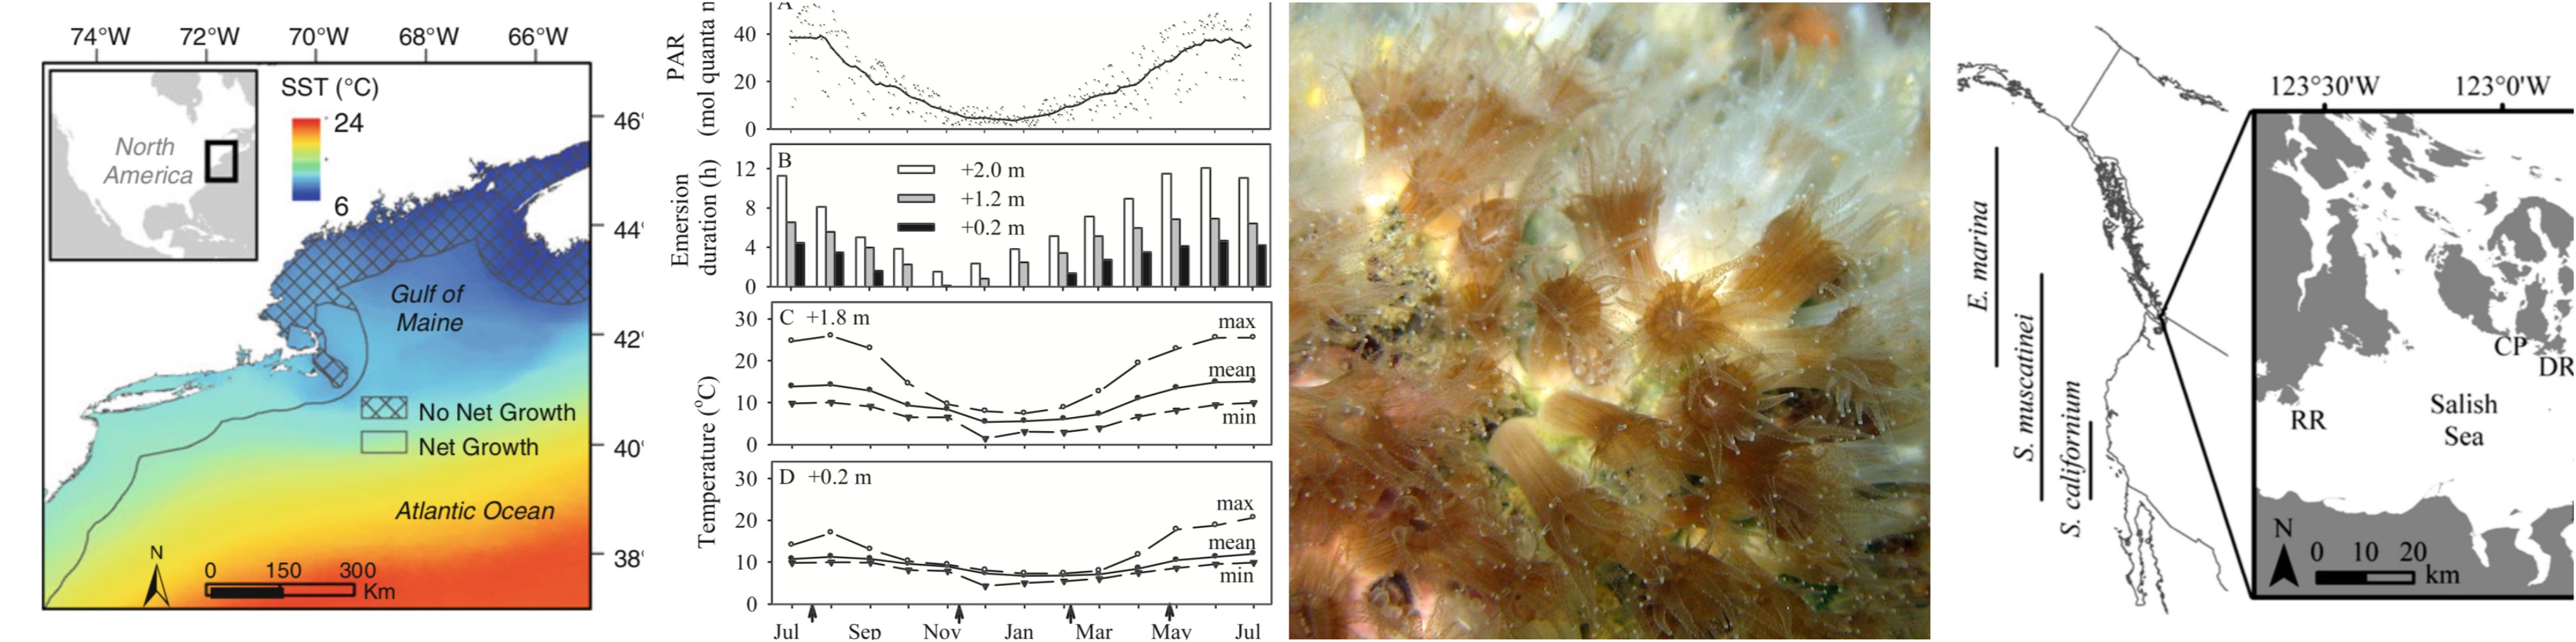 74°W 72°W 70°W 68°W 66°W
SST (°C)
24
6
North
America
46°
44°
42°
40°
38°
Gulf of
Maine
No Net Growth
Net Growth
Atlantic Ocean
N
0 150 300
Km
PAR
(mol quanta m
A
40
20
0
Emersion
duration (h)
B
12
8
4
0
+2.0 m
+1.2 m
+0.2 m
Temperature (°C)
C +1.8 m
30
20
10
0
max
mean
min
D +0.2 m
30
20
10
0
max
mean
min
Jul Sep Nov Jan Mar May Jul
E. marina
S. muscatinei
S. californium
123°30'W 123°0'W
CP
DR
RR
Salish
Sea
N
0 10 20
km